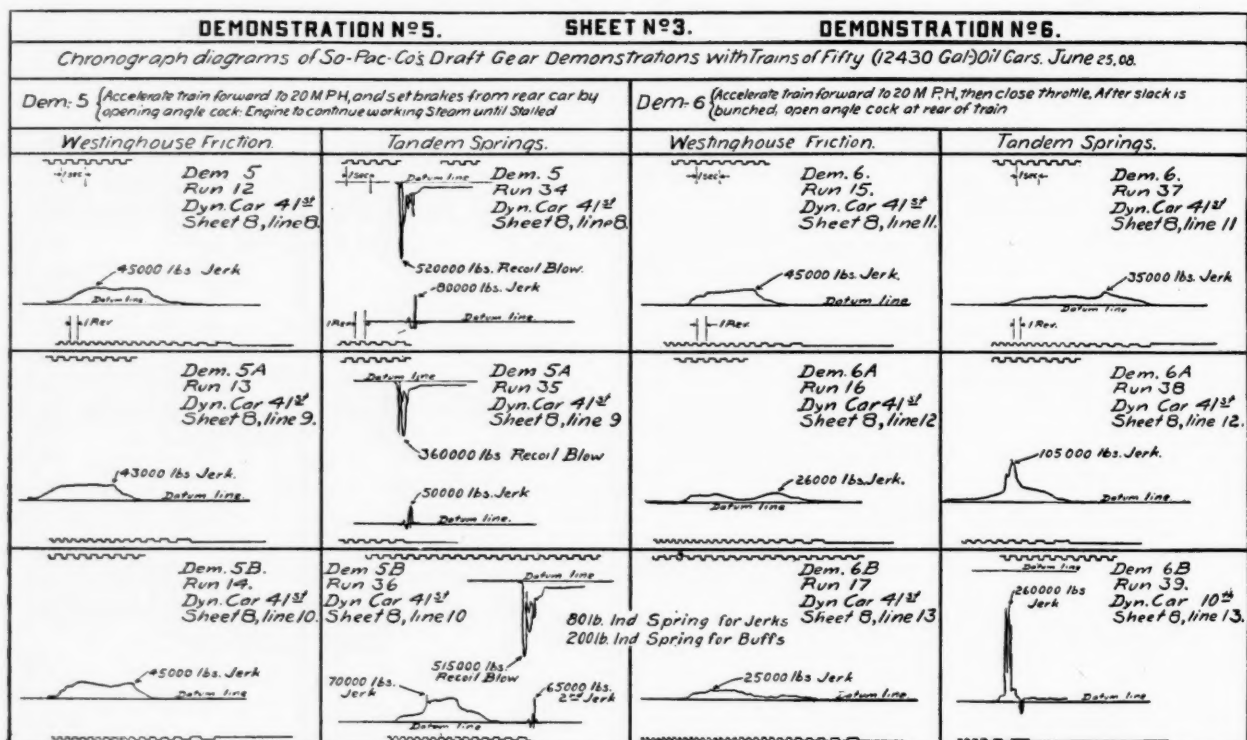 DEMONSTRATION Nº5. SHEET Nº3. DEMONSTRATION Nº6.
Chronograph diagrams of So-Pac-Co's. Draft Gear Demonstrations with Trains of Fifty (12430 Gal.) Oil Cars. June 25, 08.
Dem: 5 {Accelerate train forward to 20 M PH, and set brakes from rear car by
opening angle cock. Engine to continue working Steam until Stalled
Dem-6 {Accelerate train forward to 20 M P.H, then close throttle. After slack is
bunched, open angle cock at rear of train
Westinghouse Friction.
Tandem Springs.
Westinghouse Friction.
Tandem Springs.
1 sec
Dem 5
Run 12
Dyn. Car 41st
Sheet 8, line 8.
45000 lbs Jerk
Datum line
1 Rev
1 sec
Datum line
Dem. 5
Run 34
Dyn. Car 41st
Sheet 8, line 8
520000 lbs. Recoil Blow.
80000 lbs. Jerk
Datum line.
1 Rev
1 sec
Dem. 6.
Run 15.
Dyn. Car 41st
Sheet 8, line 11.
45000 lbs. Jerk.
Datum line
1 Rev.
1 sec
Dem. 6.
Run 37
Dyn. Car 41st
Sheet 8, line 11
35000 lbs. Jerk
Datum line
1 Rev.
Dem. 5A
Run 13
Dyn. Car 41st
Sheet 8, line 9.
43000 lbs Jerk.
Datum line.
Datum line
Dem 5A
Run 35
Dyn. Car 41st
Sheet 8, line 9
360000 lbs Recoil Blow
50000 lbs. Jerk
Datum line.
Dem. 6A
Run 16
Dyn. Car 41st
Sheet 8, line 12
26000 lbs. Jerk.
Datum line
Dem. 6A
Run 38
Dyn Car 41st
Sheet 8, line 12.
105000 lbs. Jerk.
Datum line
Dem. 5B.
Run 14.
Dyn. Car 41st
Sheet 8, line 10.
45000 lbs. Jerk
Datum line
Dem 5B
Run 36
Dyn Car 41st
Sheet 8, line 10
Datum line
80 lb. Ind Spring for Jerks
200 lb. Ind Spring for Buffs
515000 lbs.
Recoil Blow
70000 lbs.
Jerk
65000 lbs.
2nd Jerk
Datum line
Dem. 6B
Run 17
Dyn. Car 41st
Sheet 8, line 13
25000 lbs. Jerk
Datum line
Datum line
Dem 6B
Run 39.
Dyn. Car 10th
Sheet 8, line 13.
260000 lbs
Jerk